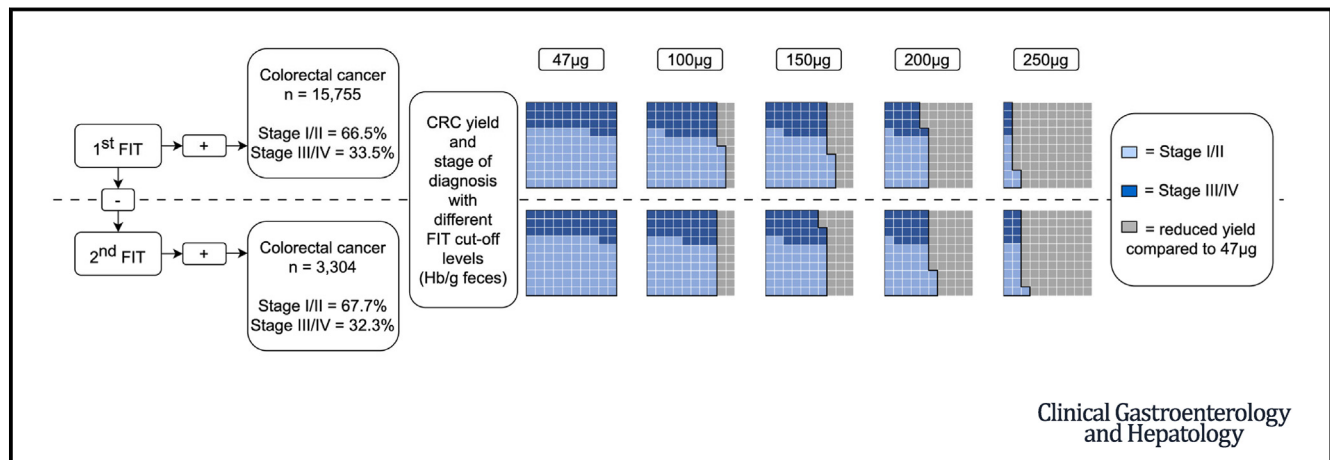 Colorectal cancer
n = 15,755
Stage I/II = 66.5%
Stage III/IV = 33.5%
1st FIT
+
-
2nd FIT
+
Colorectal cancer
n = 3,304
Stage I/II = 67.7%
Stage III/IV = 32.3%
CRC yield
and
stage of
diagnosis
with
different
FIT cut-off
levels
(Hb/g feces)
47µg
100µg
150µg
200µg
250µg
= Stage I/II
= Stage III/IV
= reduced yield
compared to 47µg
Clinical Gastroenterology
and Hepatology